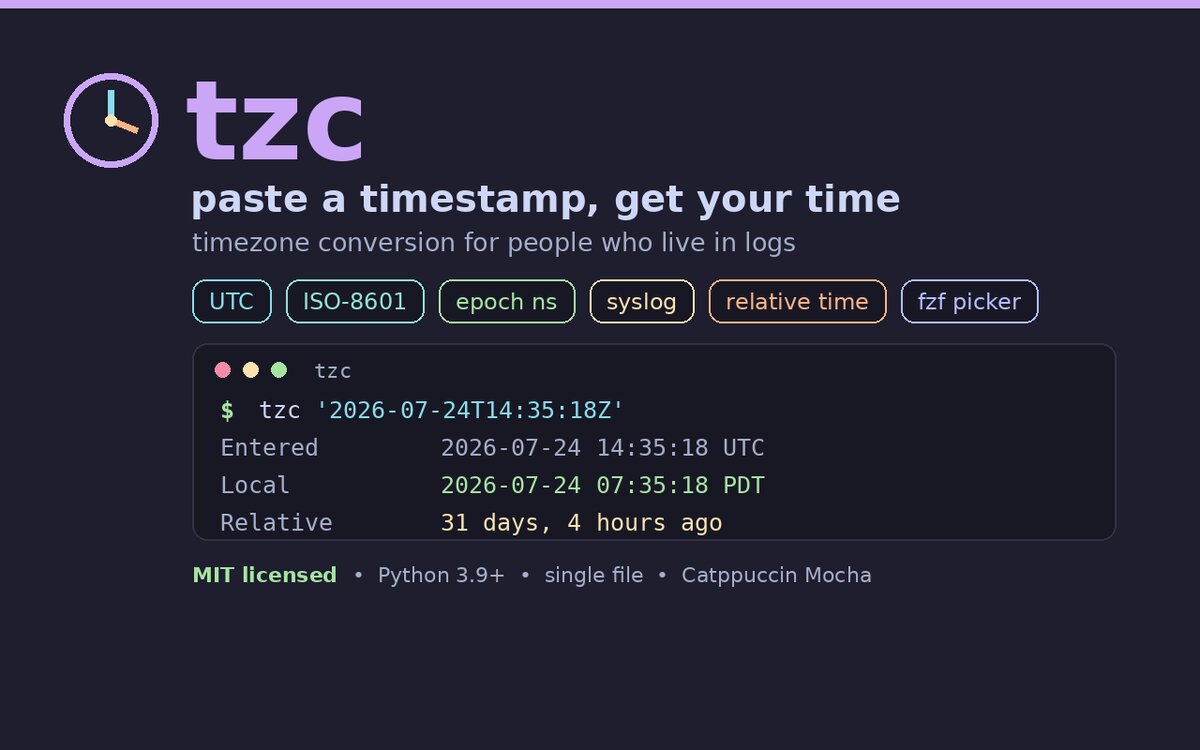 tzc
paste a timestamp, get your time
timezone conversion for people who live in logs
UTC ISO-8601 epoch ns syslog relative time fzf picker
tzc
$ tzc '2026-07-24T14:35:18Z'
Entered 2026-07-24 14:35:18 UTC
Local 2026-07-24 07:35:18 PDT
Relative 31 days, 4 hours ago
MIT licensed • Python 3.9+ • single file • Catppuccin Mocha